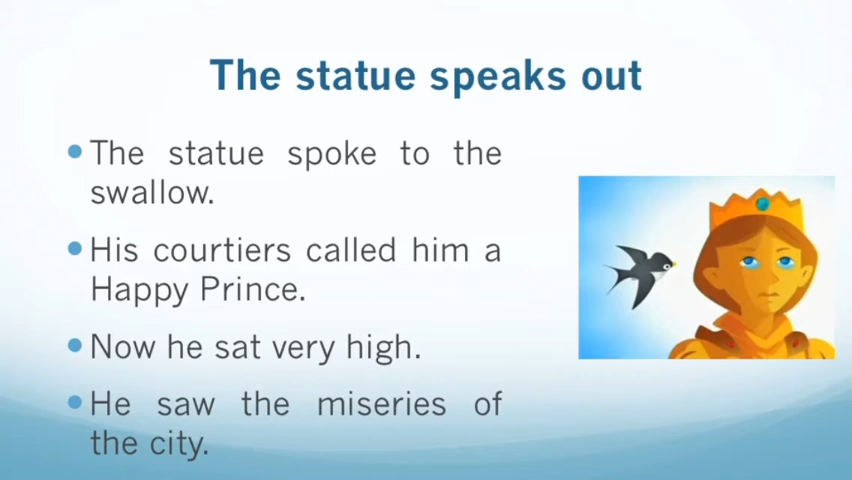 The statue speaks out
• The statue spoke to the
swallow.
• His courtiers called him a
Happy Prince.
• Now he sat very high.
• He saw the miseries of
the city.